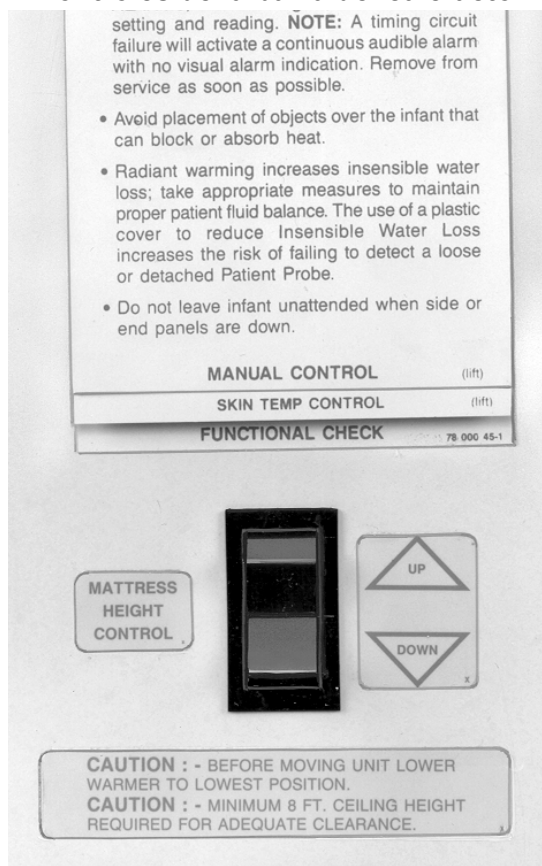 setting and reading. NOTE: A timing circuit
failure will activate a continuous audible alarm
with no visual alarm indication. Remove from
service as soon as possible.
• Avoid placement of objects over the infant that
can block or absorb heat.
• Radiant warming increases insensible water
loss; take appropriate measures to maintain
proper patient fluid balance. The use of a plastic
cover to reduce Insensible Water Loss
increases the risk of failing to detect a loose
or detached Patient Probe.
• Do not leave infant unattended when side or
end panels are down.
MANUAL CONTROL (lift)
SKIN TEMP CONTROL (lift)
FUNCTIONAL CHECK 78 000 45-1
MATTRESS
HEIGHT
CONTROL
UP
DOWN
CAUTION : - BEFORE MOVING UNIT LOWER
WARMER TO LOWEST POSITION.
CAUTION : - MINIMUM 8 FT. CEILING HEIGHT
REQUIRED FOR ADEQUATE CLEARANCE.